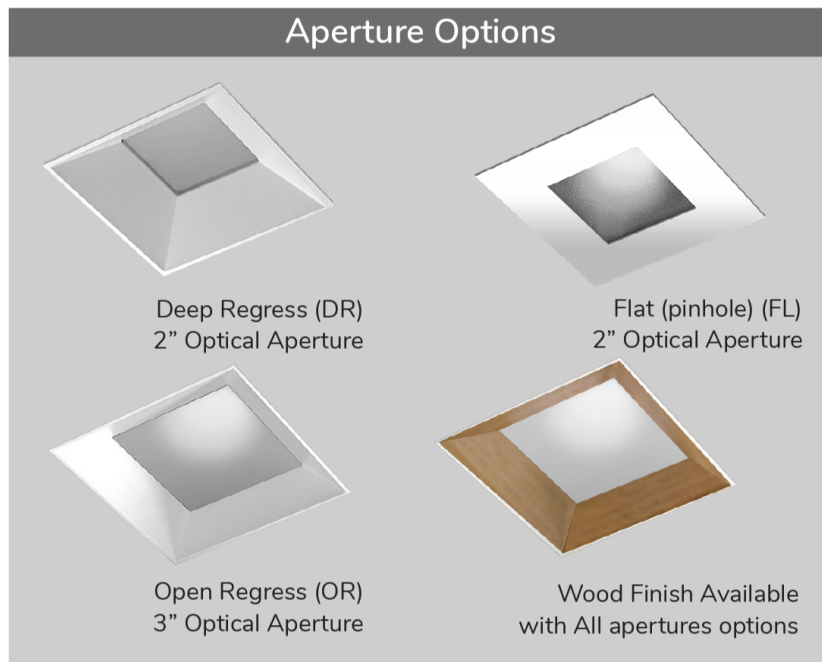 Aperture Options
Deep Regress (DR)
2” Optical Aperture
Flat (pinhole) (FL)
2” Optical Aperture
Open Regress (OR)
3” Optical Aperture
Wood Finish Available
with All apertures options